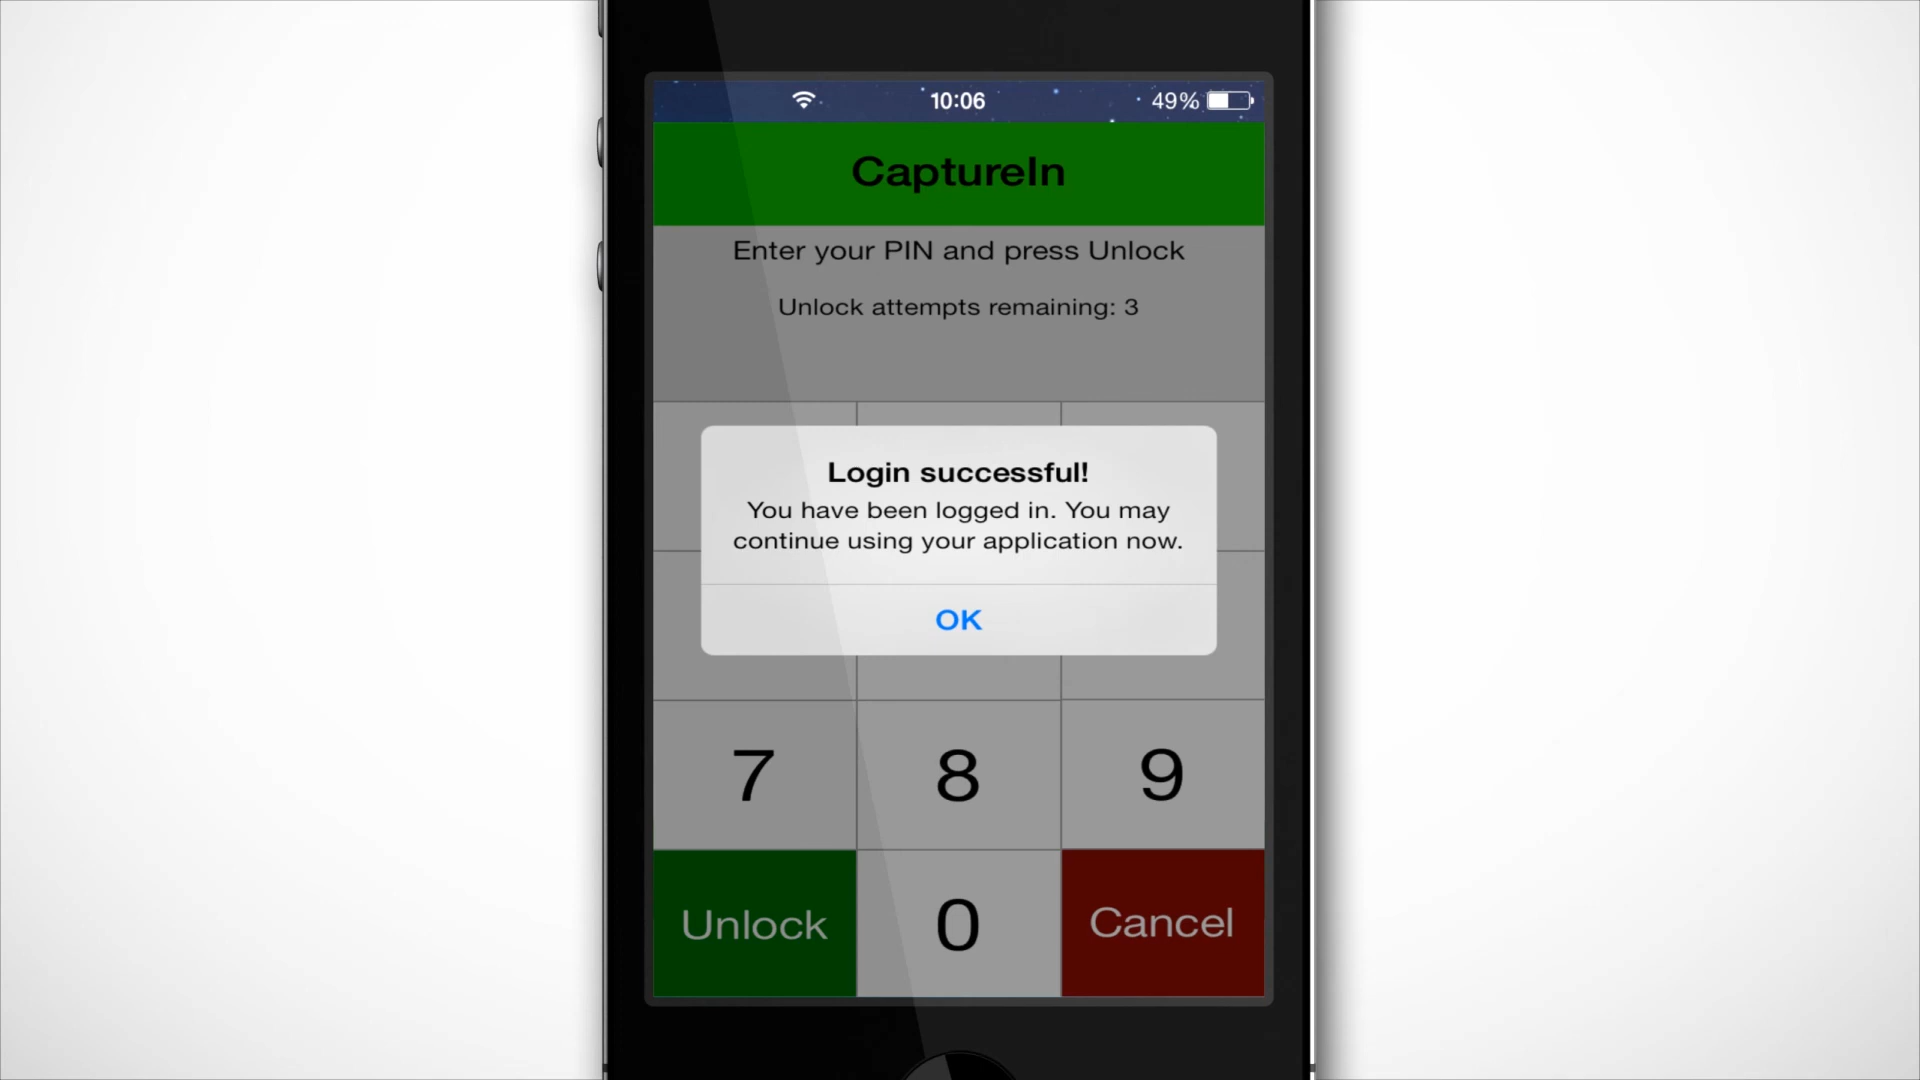 10:06
49%
CaptureIn
Enter your PIN and press Unlock
Unlock attempts remaining: 3
Login successful!
You have been logged in. You may
continue using your application now.
OK
7 8 9
Unlock 0 Cancel